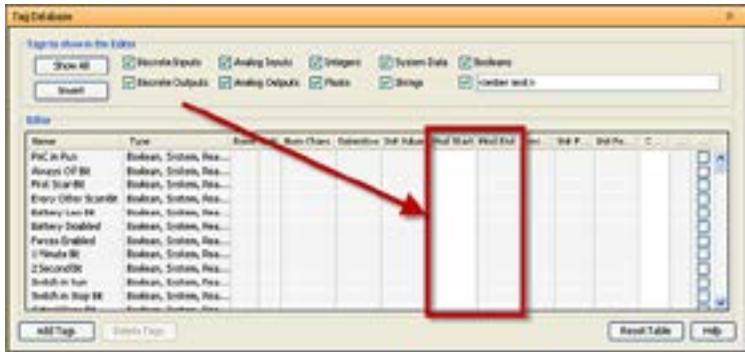 Tag Database
Tags to show in the Editor
Show All
Discrete Inputs
Analog Inputs
Integers
System Data
Booleans
Invert
Discrete Outputs
Analog Outputs
Floats
Strings
<enter text>
Editor
Name Type Num Chars Retentive Init Value Mod Start Mod End C...
PAC in Run Boolean, System, Rea...
Always Off Bit Boolean, System, Rea...
First Scan Bit Boolean, System, Rea...
Every Other Scan Bit Boolean, System, Rea...
Battery Low Bit Boolean, System, Rea...
Battery Disabled Boolean, System, Rea...
Forces Enabled Boolean, System, Rea...
1 Minute Bit Boolean, System, Rea...
2 Second Bit Boolean, System, Rea...
Switch in Run Boolean, System, Rea...
Switch in Stop Bit Boolean, System, Rea...
Add Tags
Delete Tags
Reset Table
Help